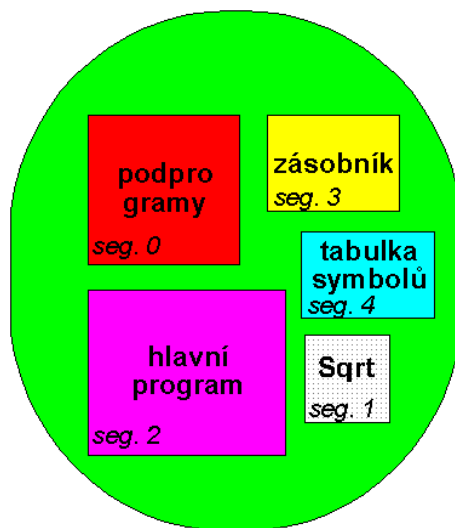 podpro
gramy
seg. 0
zásobník
seg. 3
tabulka
symbolů
seg. 4
hlavní
program
seg. 2
Sqrt
seg. 1